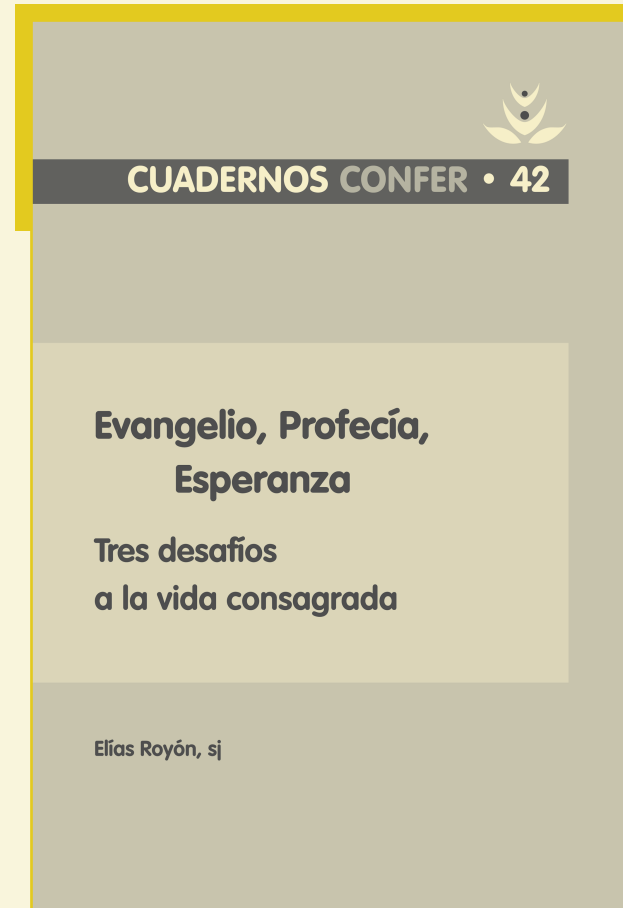 CUADERNOS CONFER • 42
Evangelio, Profecía,
Esperanza
Tres desafíos
a la vida consagrada
Elías Royón, sj